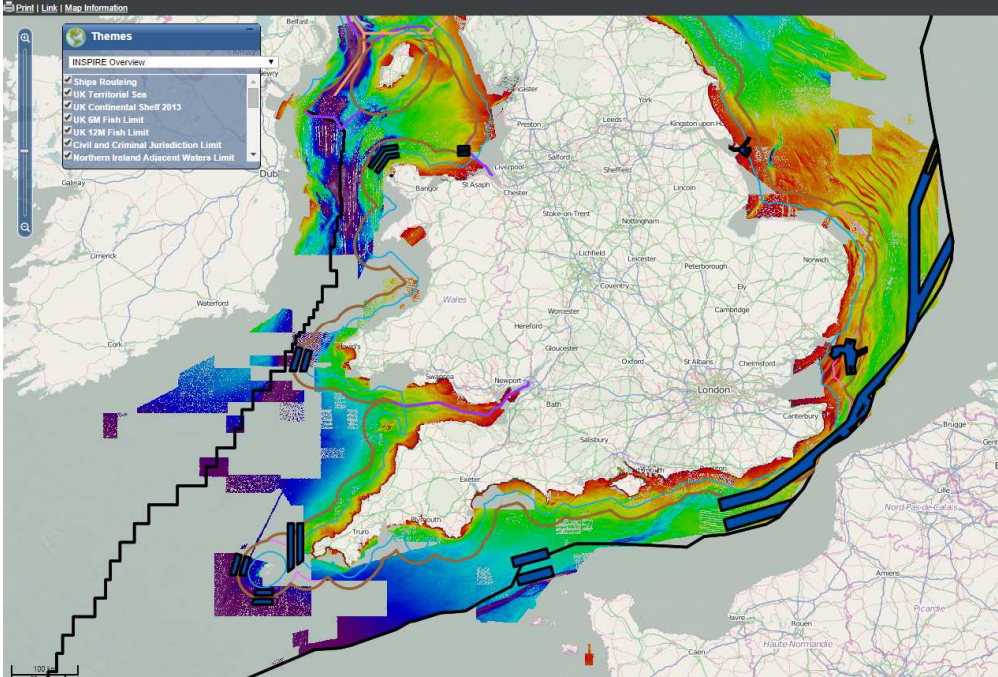 Print | Link | Map Information
Belfast
Themes
INSPIRE Overview
Ships Routeing
UK Territorial Sea
UK Continental Shelf 2013
UK 6M Fish Limit
UK 12M Fish Limit
Civil and Criminal Jurisdiction Limit
Northern Ireland Adjacent Waters Limit
York
Preston
Leeds
Kingston upon
Salford
Liverpool
Sheffield
Bangor
St Asaph
Chester
Lincoln
Galway
Stoke-on-Trent
Nottingham
Limerick
Lichfield
Leicester
Norwich
Peterborough
Coventry
Ely
Waterford
Wales
Worcester
Cambridge
Cork
Hereford
Gloucester
Oxford
St Albans
Chelmsford
Swansea
Newport
London
Bath
Canterbury
Brugge
Salisbury
Lille
Exeter
Nord-Pas-de-Calais
Truro
Amiens
Picardie
Rouen
Caen
Haute-Normandie
100 km